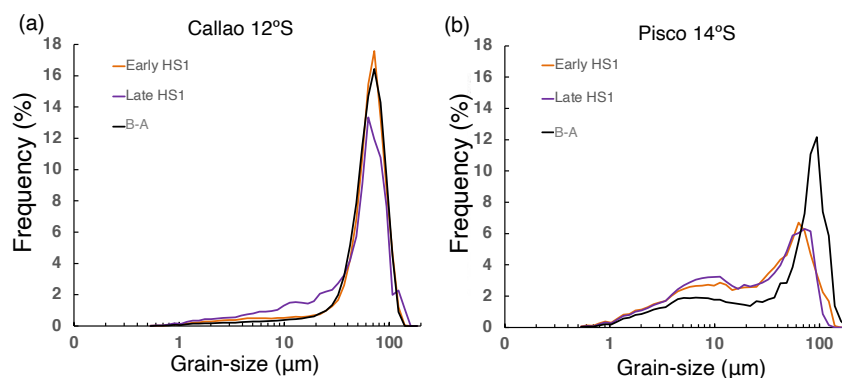 (a)
Callao 12ºS
Frequency (%)
18
16
14
12
10
8
6
4
2
0
Early HS1
Late HS1
B-A
0
1
10
100
Grain-size (µm)
(b)
Pisco 14ºS
Frequency (%)
18
16
14
12
10
8
6
4
2
0
Early HS1
Late HS1
B-A
0
1
10
100
Grain-size (µm)